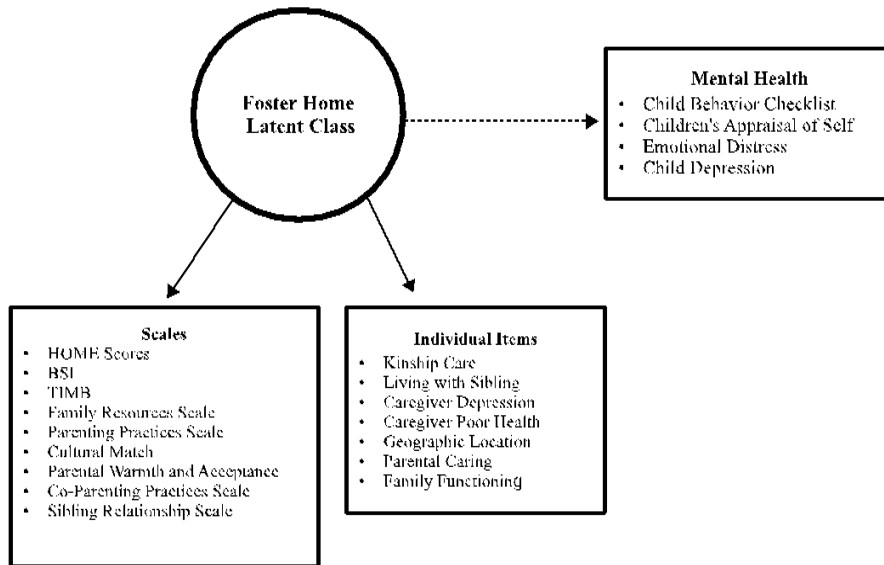 Foster Home
Latent Class
Mental Health
• Child Behavior Checklist
• Children's Appraisal of Self
• Emotional Distress
• Child Depression
Scales
• HOME Scores
• BSI
• TIMB
• Family Resources Scale
• Parenting Practices Scale
• Cultural Match
• Parental Warmth and Acceptance
• Co-Parenting Practices Scale
• Sibling Relationship Scale
Individual Items
• Kinship Care
• Living with Sibling
• Caregiver Depression
• Caregiver Poor Health
• Geographic Location
• Parental Caring
• Family Functioning